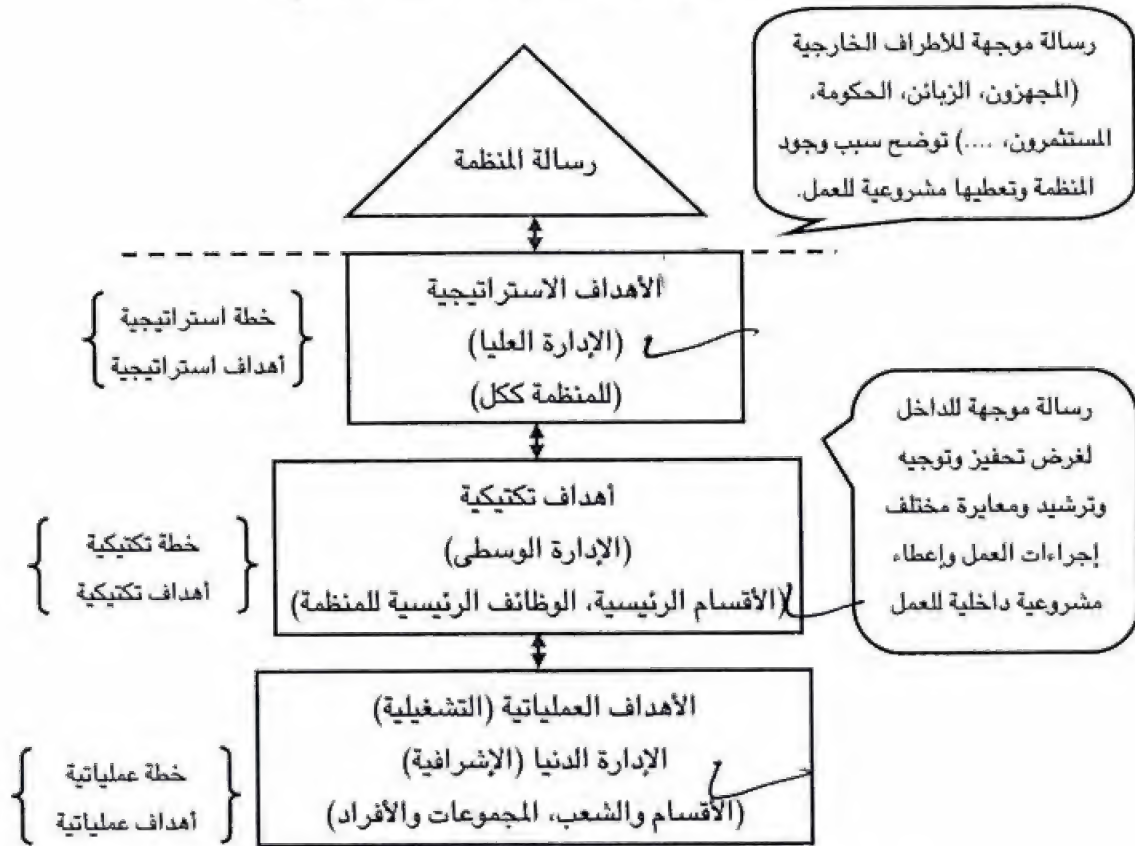 رسالة موجهة للأطراف الخارجية
(المجهزون، الزبائن، الحكومة،
المستثمرون، ....) توضح سبب وجود
المنظمة وتعطيها مشروعية للعمل.
رسالة المنظمة
الأهداف الاستراتيجية
(الإدارة العليا)
(للمنظمة ككل)
خطة استراتيجية
أهداف استراتيجية
رسالة موجهة للداخل
لغرض تحفيز وتوجيه
وترشيد ومعايرة مختلف
إجراءات العمل وإعطاء
مشروعية داخلية للعمل
أهداف تكتيكية
(الإدارة الوسطى)
(الأقسام الرئيسية، الوظائف الرئيسية للمنظمة)
خطة تكتيكية
أهداف تكتيكية
الأهداف العملياتية (التشغيلية)
الإدارة الدنيا (الإشرافية)
(الأقسام والشعب، المجموعات والأفراد)
خطة عملياتية
أهداف عملياتية